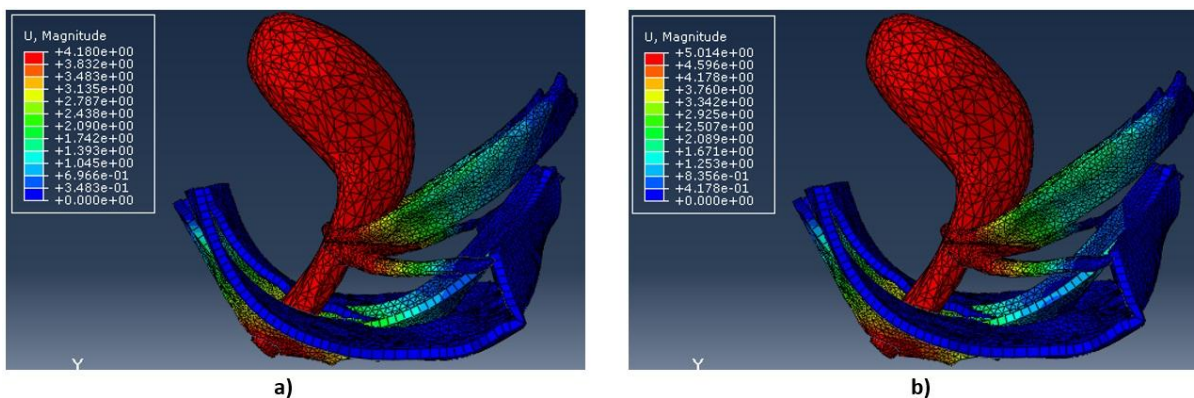 U, Magnitude
+4.180e+00
+3.832e+00
+3.483e+00
+3.135e+00
+2.787e+00
+2.438e+00
+2.090e+00
+1.742e+00
+1.393e+00
+1.045e+00
+6.966e-01
+3.483e-01
+0.000e+00
Y
a)
U, Magnitude
+5.014e+00
+4.596e+00
+4.178e+00
+3.760e+00
+3.342e+00
+2.925e+00
+2.507e+00
+2.089e+00
+1.671e+00
+1.253e+00
+8.356e-01
+4.178e-01
+0.000e+00
Y
b)